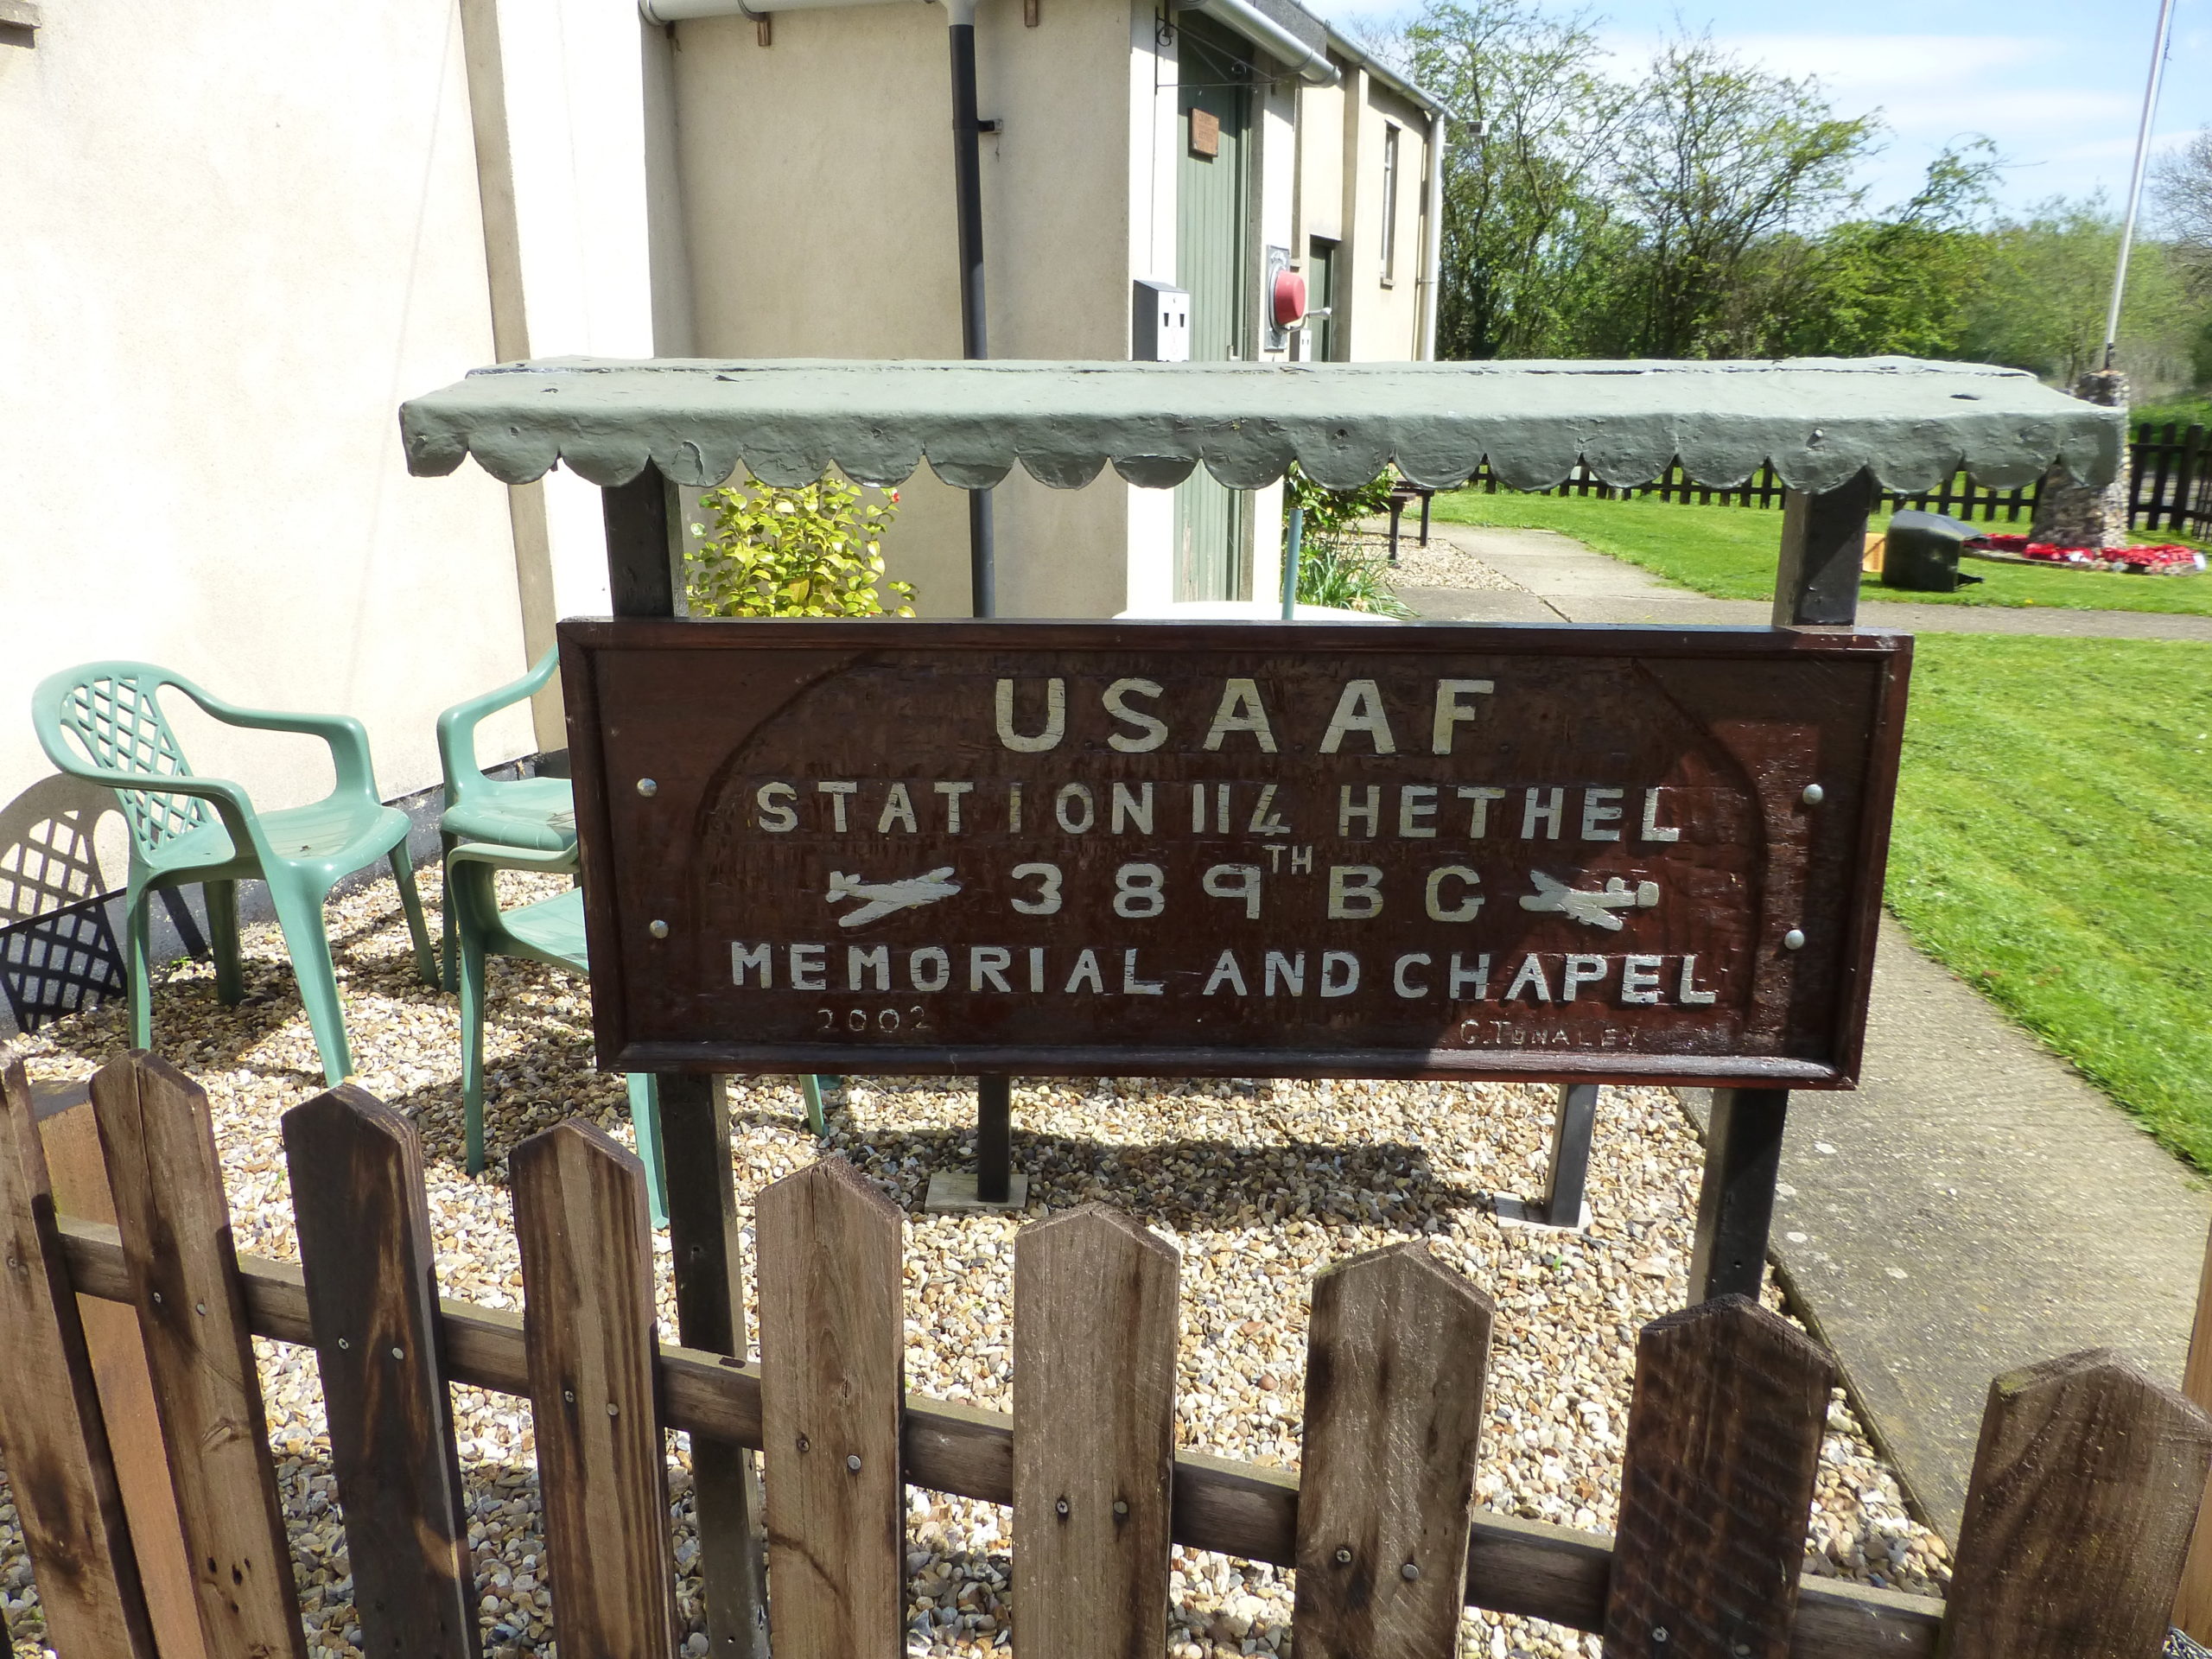 USAAF
STATION 114 HETHEL
389TH BG
MEMORIAL AND CHAPEL
2002